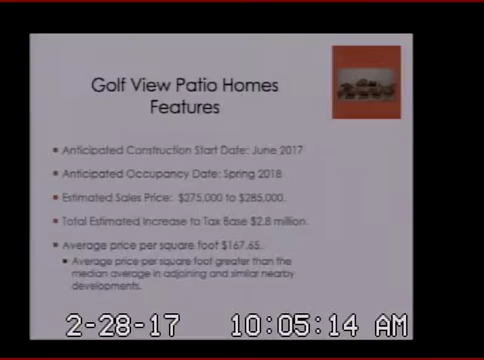 Golf View Patio Homes
Features
Anticipated Construction Start Date: June 2017
Anticipated Occupancy Date: Spring 2018
Estimated Sales Price: $275,000 to $285,000.
Total Estimated Increase to Tax Base $2.8 million.
Average price per square foot $167.65.
Average price per square foot greater than the
median average in adjoining and similar nearby
developments.
2-28-17 10:05:14 AM